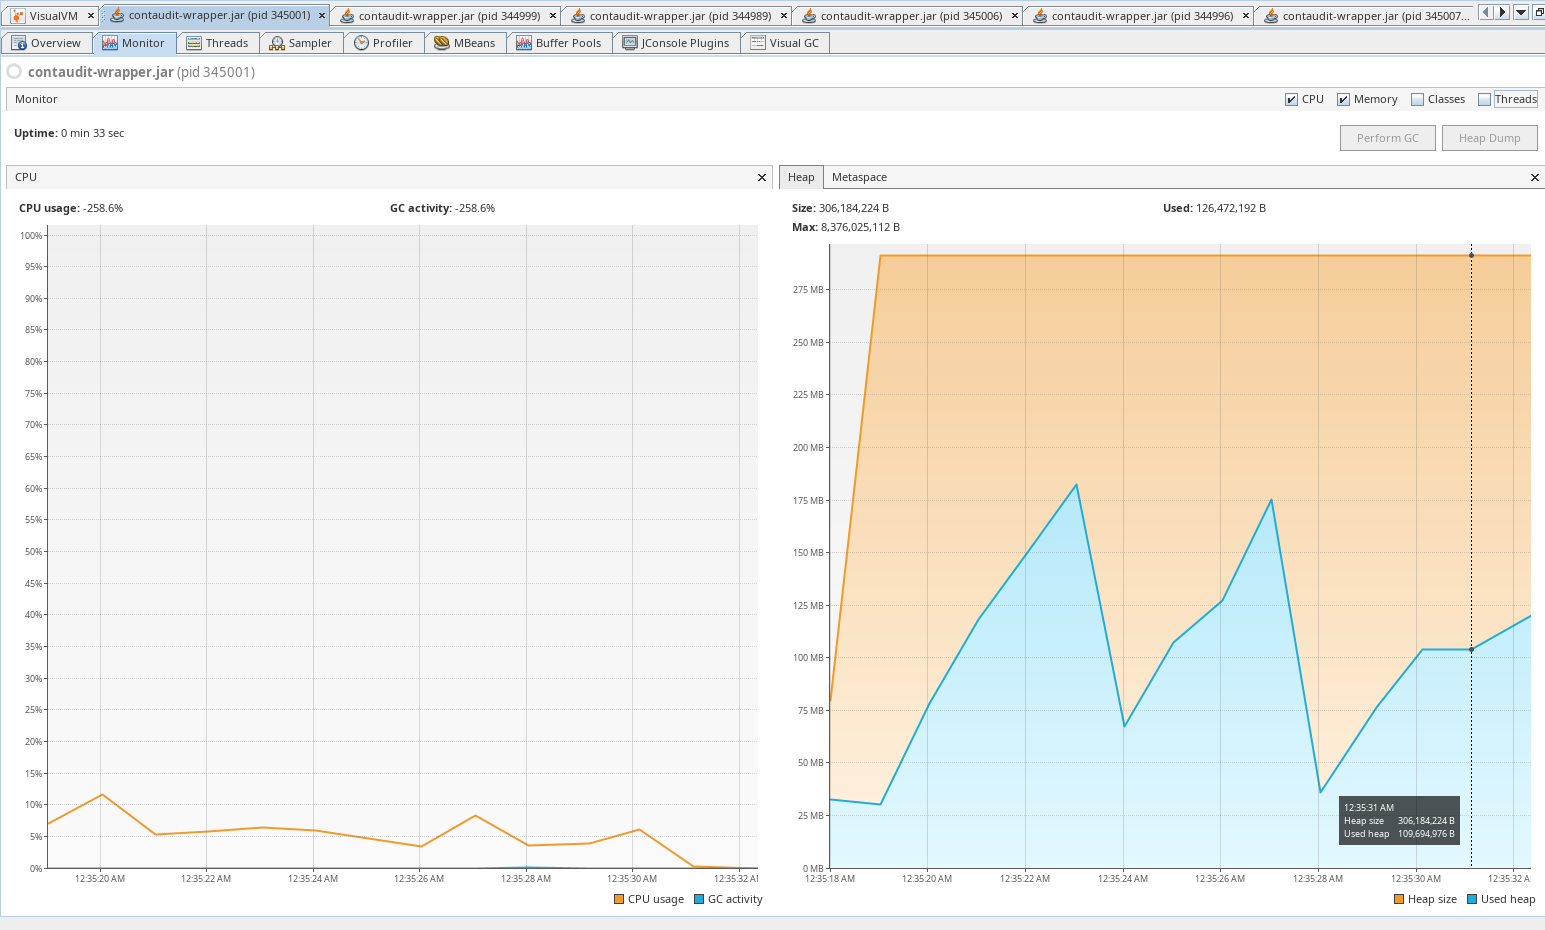 VisualVM
contaudit-wrapper.jar (pid 345001)
contaudit-wrapper.jar (pid 344999)
contaudit-wrapper.jar (pid 344989)
contaudit-wrapper.jar (pid 345006)
contaudit-wrapper.jar (pid 344996)
contaudit-wrapper.jar (pid 345007...
Overview
Monitor
Threads
Sampler
Profiler
MBeans
Buffer Pools
JConsole Plugins
Visual GC
contaudit-wrapper.jar (pid 345001)
Monitor
CPU
Memory
Classes
Threads
Uptime: 0 min 33 sec
Perform GC
Heap Dump
CPU
CPU usage: -258.6%
GC activity: -258.6%
100%
95%
90%
85%
80%
75%
70%
65%
60%
55%
50%
45%
40%
35%
30%
25%
20%
15%
10%
5%
0%
12:35:20 AM
12:35:22 AM
12:35:24 AM
12:35:26 AM
12:35:28 AM
12:35:30 AM
12:35:32 AM
CPU usage
GC activity
Heap
Metaspace
Size: 306,184,224 B
Used: 126,472,192 B
Max: 8,376,025,112 B
275 MB
250 MB
225 MB
200 MB
175 MB
150 MB
125 MB
100 MB
75 MB
50 MB
25 MB
0 MB
12:35:31 AM
Heap size 306,184,224 B
Used heap 109,694,976 B
12:35:18 AM
12:35:20 AM
12:35:22 AM
12:35:24 AM
12:35:26 AM
12:35:28 AM
12:35:30 AM
12:35:32 A
Heap size
Used heap